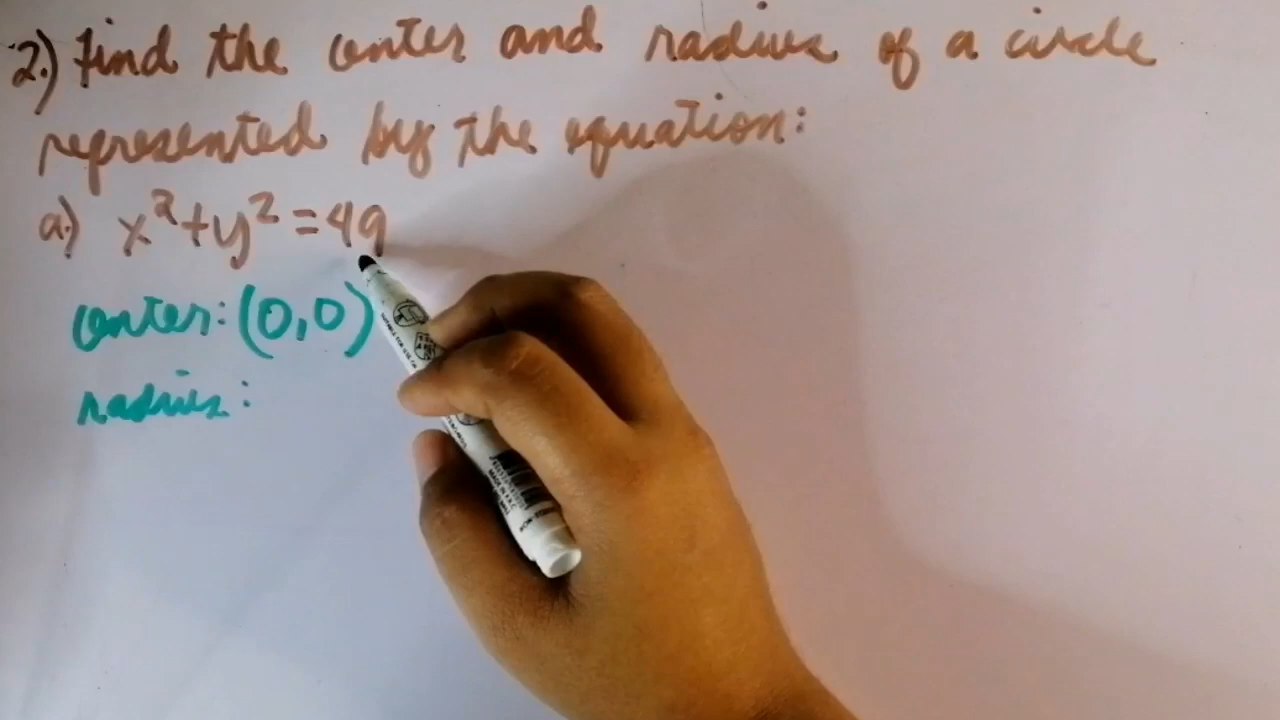 2.) Find the center and radius of a circle
represented by the equation:
a.) x²+y²=49
center: (0,0)
radius: